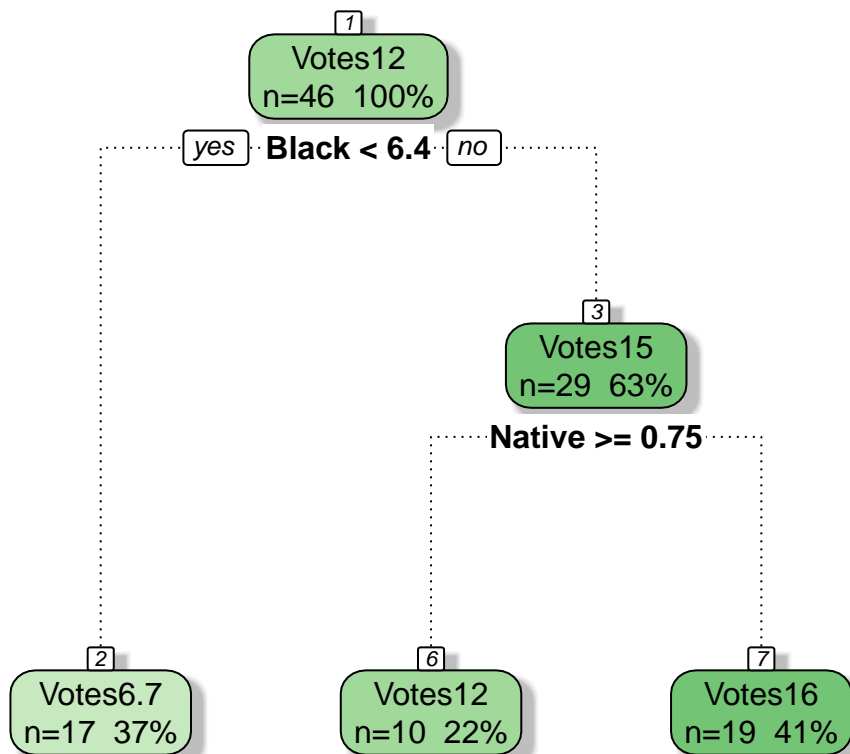 1
Votes12
n=46 100%
yes Black < 6.4 no
3
Votes15
n=29 63%
Native >= 0.75
2
Votes6.7
n=17 37%
6
Votes12
n=10 22%
7
Votes16
n=19 41%